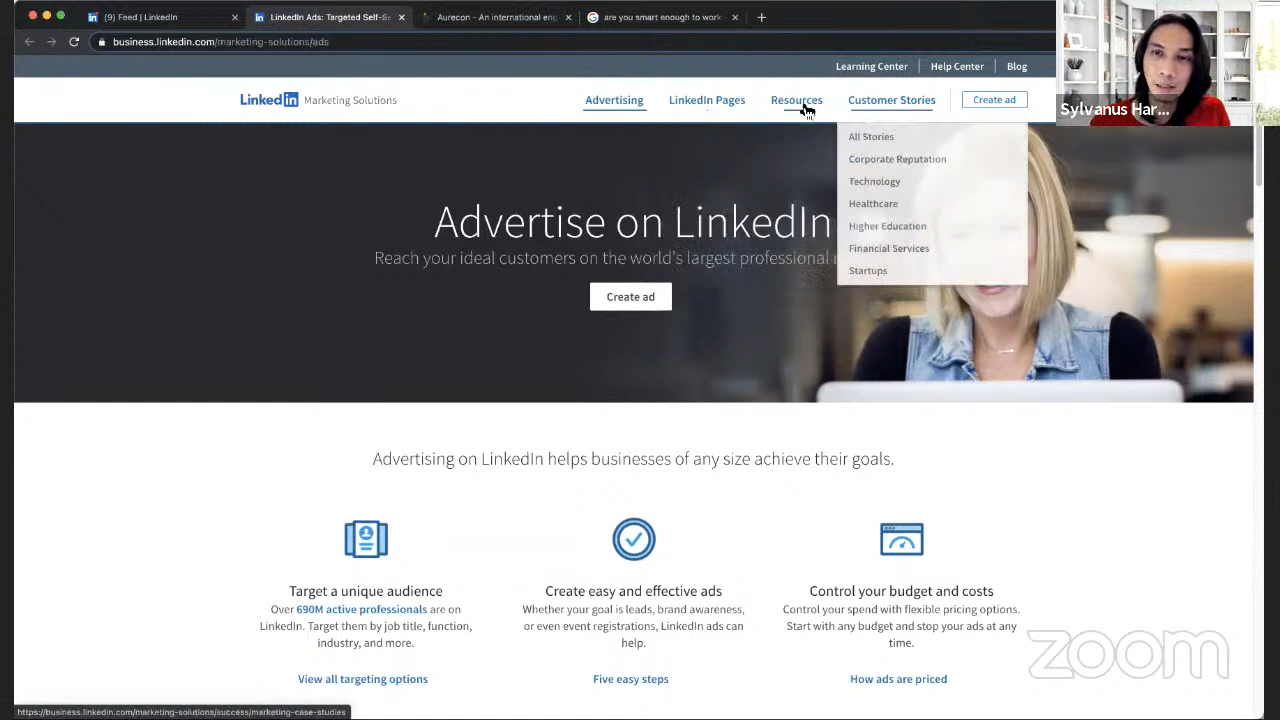 (9) Feed | LinkedIn
LinkedIn Ads: Targeted Self-Se
Aurecon - An international eng
are you smart enough to work
business.linkedin.com/marketing-solutions/ads
Learning Center
Help Center
Blog
Linkedin Marketing Solutions
Advertising
LinkedIn Pages
Resources
Customer Stories
Create ad
Sylvanus Har...
All Stories
Corporate Reputation
Technology
Healthcare
Higher Education
Financial Services
Startups
Advertise on LinkedIn
Reach your ideal customers on the world's largest professional
Create ad
Advertising on LinkedIn helps businesses of any size achieve their goals.
Target a unique audience
Over 690M active professionals are on
LinkedIn. Target them by job title, function,
industry, and more.
View all targeting options
Create easy and effective ads
Whether your goal is leads, brand awareness,
or even event registrations, LinkedIn ads can
help.
Five easy steps
Control your budget and costs
Control your spend with flexible pricing options.
Start with any budget and stop your ads at any
time.
How ads are priced
zoom
https://business.linkedin.com/marketing-solutions/success/marketing-case-studies